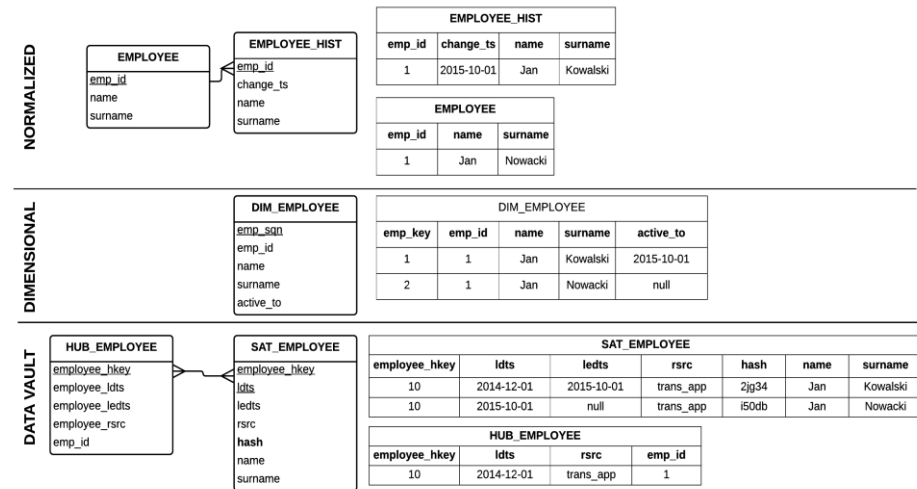 NORMALIZED
EMPLOYEE
emp_id
name
surname
EMPLOYEE_HIST
emp_id
change_ts
name
surname
EMPLOYEE_HIST
emp_id change_ts name surname
1 2015-10-01 Jan Kowalski
EMPLOYEE
emp_id name surname
1 Jan Nowacki
DIMENSIONAL
DIM_EMPLOYEE
emp_sqn
emp_id
name
surname
active_to
DIM_EMPLOYEE
emp_key emp_id name surname active_to
1 1 Jan Kowalski 2015-10-01
2 1 Jan Nowacki null
DATA VAULT
HUB_EMPLOYEE
employee_hkey
employee_ldts
employee_ledts
employee_rsrc
emp_id
SAT_EMPLOYEE
employee_hkey
ldts
ledts
rsrc
hash
name
surname
SAT_EMPLOYEE
employee_hkey ldts ledts rsrc hash name surname
10 2014-12-01 2015-10-01 trans_app 2jg34 Jan Kowalski
10 2015-10-01 null trans_app i50db Jan Nowacki
HUB_EMPLOYEE
employee_hkey ldts rsrc emp_id
10 2014-12-01 trans_app 1